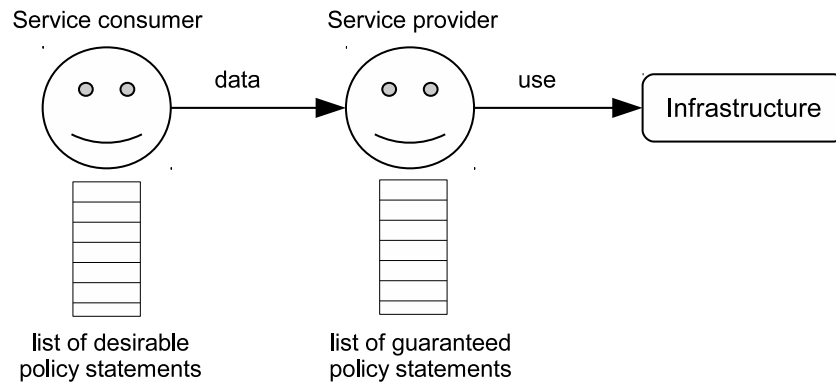 Service consumer
Service provider
data
use
Infrastructure
list of desirable
policy statements
list of guaranteed
policy statements